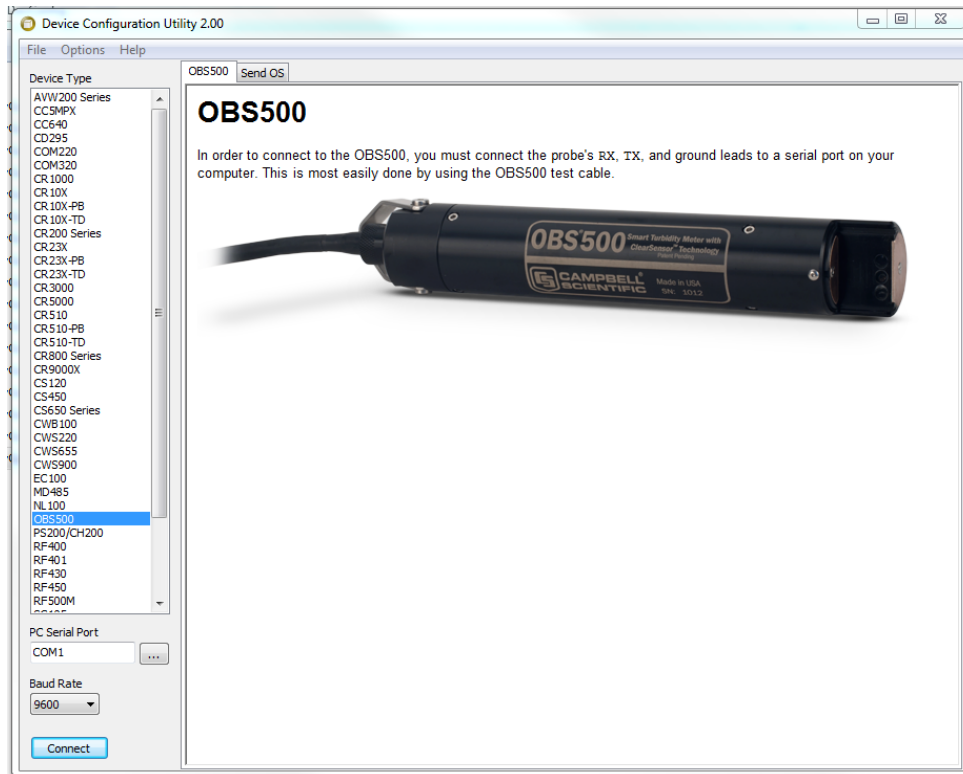 Device Configuration Utility 2.00
File Options Help
Device Type
AVW200 Series
CC5MPX
CC640
CD295
COM220
COM320
CR1000
CR10X
CR10X-PB
CR10X-TD
CR200 Series
CR23X
CR23X-PB
CR23X-TD
CR3000
CR5000
CR510
CR510-PB
CR510-TD
CR800 Series
CR9000X
CS120
CS450
CS650 Series
CWB100
CWS220
CWS655
CWS900
EC100
MD485
NL100
OBS500
PS200/CH200
RF400
RF401
RF430
RF450
RF500M
PC Serial Port
COM1
...
Baud Rate
9600
Connect
OBS500 Send OS
OBS500
In order to connect to the OBS500, you must connect the probe's RX, TX, and ground leads to a serial port on your
computer. This is most easily done by using the OBS500 test cable.
OBS®500 Smart Turbidity Meter with
ClearSensor™ Technology
Patent Pending
CAMPBELL®
SCIENTIFIC
Made in USA
SN: 1012